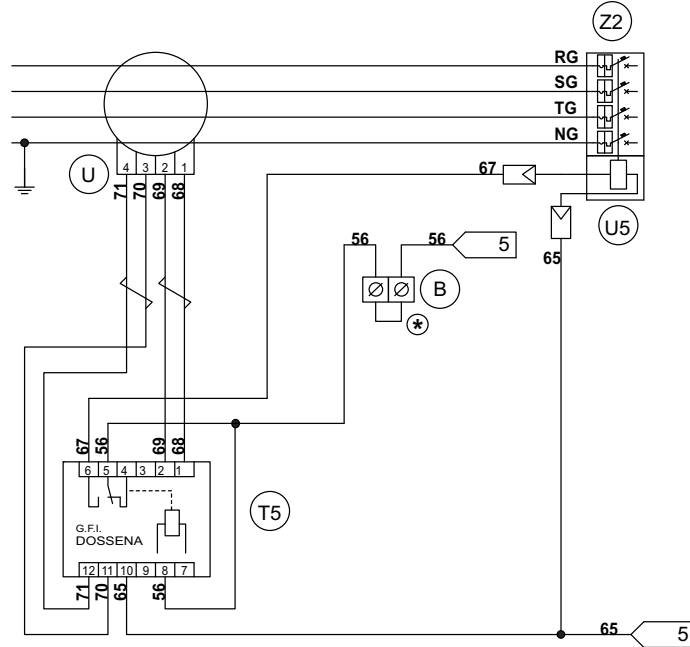 Z2
RG
SG
TG
NG
4 3 2 1
U
71 70 69 68
67
U5
56 56 5
65
B
*
67 56 69 68
6 5 4 3 2 1
T5
G.F.I.
DOSSENA
12 11 10 9 8 7
71 70 65 56
65 5